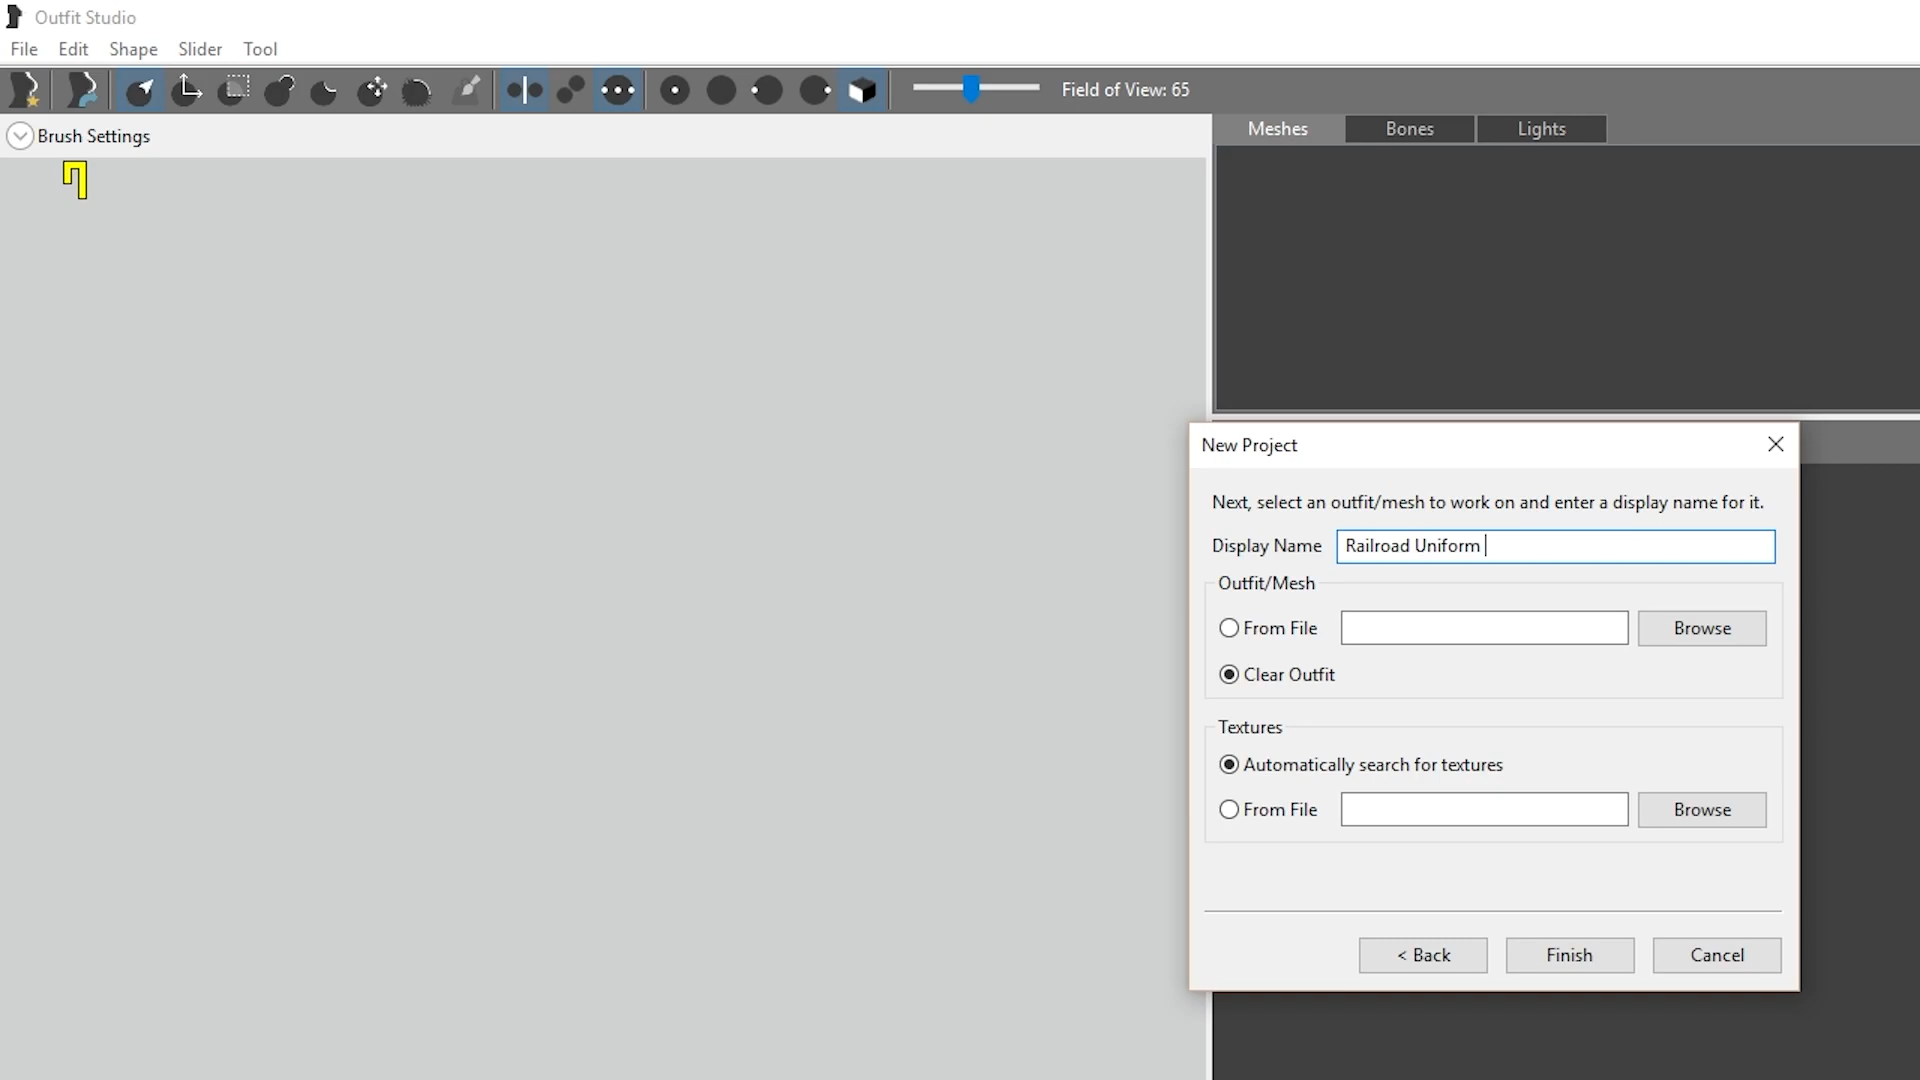 Outfit Studio
File Edit Shape Slider Tool
Field of View: 65
Brush Settings
Meshes Bones Lights
New Project
Next, select an outfit/mesh to work on and enter a display name for it.
Display Name Railroad Uniform
Outfit/Mesh
From File Browse
Clear Outfit
Textures
Automatically search for textures
From File Browse
< Back Finish Cancel